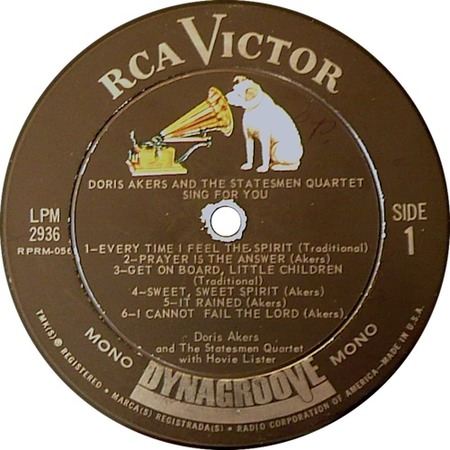 RCA VICTOR
DORIS AKERS AND THE STATESMEN QUARTET
SING FOR YOU
LPM
2936
SIDE
1
1—EVERY TIME I FEEL THE SPIRIT (Traditional)
2—PRAYER IS THE ANSWER (Akers)
3—GET ON BOARD, LITTLE CHILDREN
(Traditional)
4—SWEET, SWEET SPIRIT (Akers)
5—IT RAINED (Akers)
6—I CANNOT FAIL THE LORD (Akers)
Doris Akers
and The Statesmen Quartet
with Hovie Lister
MONO
DYNAGROOVE
MONO
TMK(S) ® REGISTERED • MARCA(S) REGISTRADA(S) • RADIO CORPORATION OF AMERICA—MADE IN U.S.A.